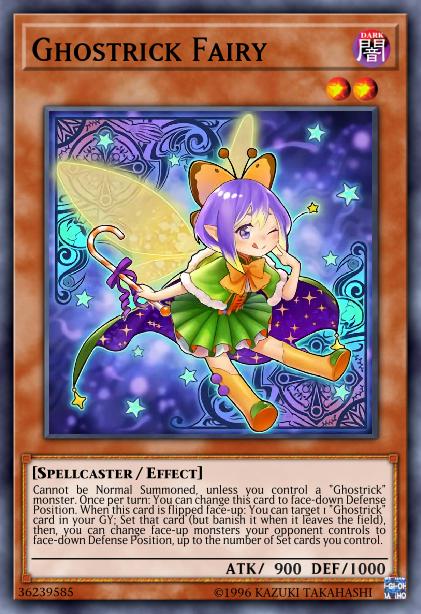 Ghostrick Fairy
DARK
闇
[Spellcaster / Effect]
Cannot be Normal Summoned, unless you control a "Ghostrick"
monster. Once per turn: You can change this card to face-down Defense
Position. When this card is flipped face-up: You can target 1 "Ghostrick"
card in your GY; Set that card (but banish it when it leaves the field),
then, you can change face-up monsters your opponent controls to
face-down Defense Position, up to the number of Set cards you control.
ATK/ 900 DEF/1000
36239585
©1996 KAZUKI TAKAHASHI